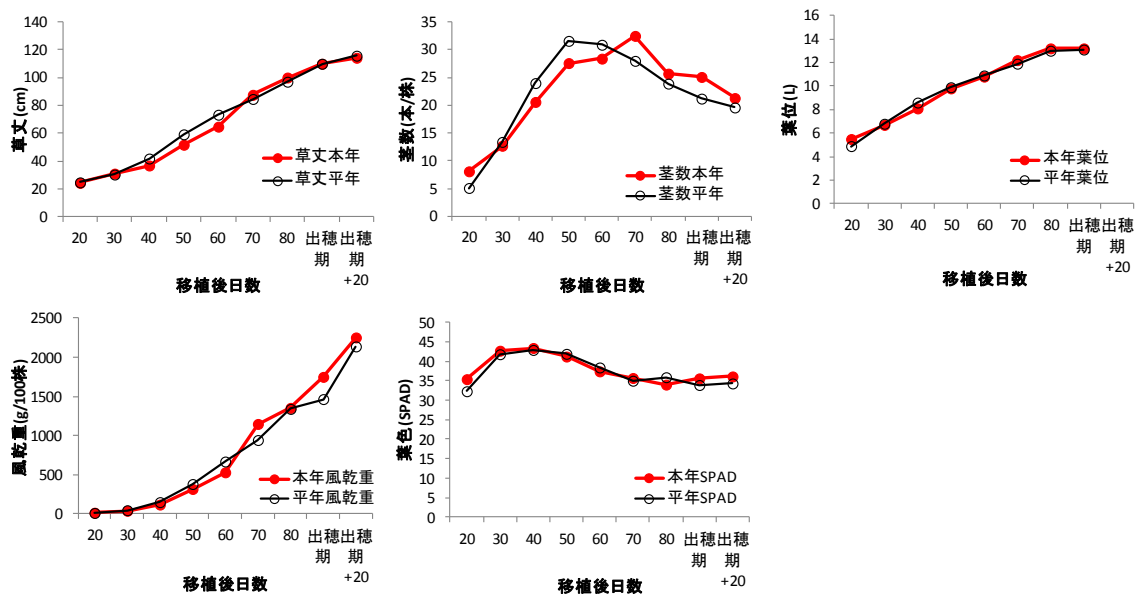 140
120
100
80
60
40
20
0
草丈(cm)
草丈本年
草丈平年
20 30 40 50 60 70 80 出穂期 出穂期+20
移植後日数
35
30
25
20
15
10
5
0
茎数(本/株)
茎数本年
茎数平年
20 30 40 50 60 70 80 出穂期 出穂期+20
移植後日数
16
14
12
10
8
6
4
2
0
葉位(L)
本年葉位
平年葉位
20 30 40 50 60 70 80 出穂期 出穂期+20
移植後日数
2500
2000
1500
1000
500
0
風乾重(g/100株)
本年風乾重
平年風乾重
20 30 40 50 60 70 80 出穂期 出穂期+20
移植後日数
50
45
40
35
30
25
20
15
10
5
0
葉色(SPAD)
本年SPAD
平年SPAD
20 30 40 50 60 70 80 出穂期 出穂期+20
移植後日数